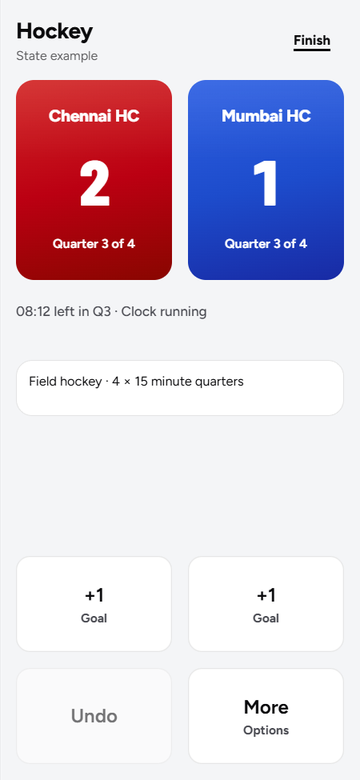 Hockey
Finish
State example
Chennai HC
2
Quarter 3 of 4
Mumbai HC
1
Quarter 3 of 4
08:12 left in Q3 · Clock running
Field hockey · 4 × 15 minute quarters
+1
Goal
+1
Goal
Undo
More
Options